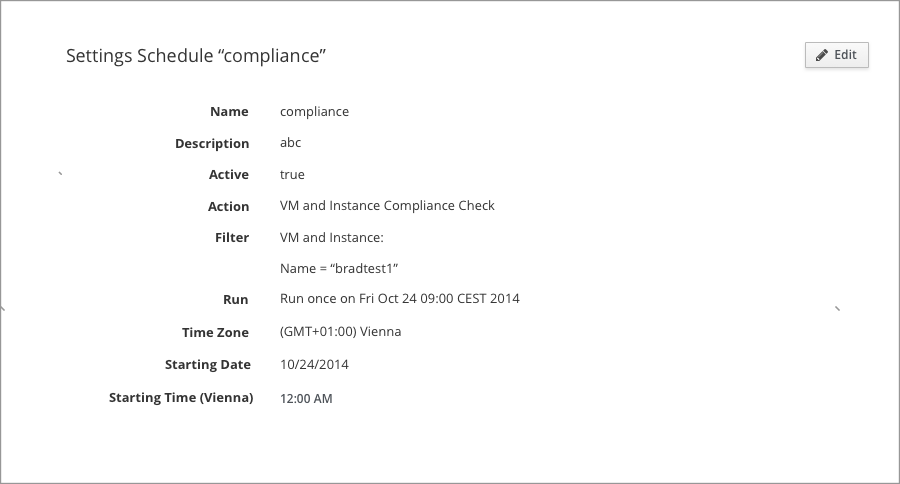 Settings Schedule “compliance”
Edit
Name compliance
Description abc
Active true
Action VM and Instance Compliance Check
Filter VM and Instance:
Name = “bradtest1”
Run Run once on Fri Oct 24 09:00 CEST 2014
Time Zone (GMT+01:00) Vienna
Starting Date 10/24/2014
Starting Time (Vienna) 12:00 AM